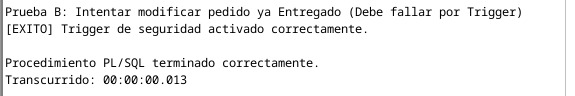 Prueba B: Intentar modificar pedido ya Entregado (Debe fallar por Trigger)
[EXITO] Trigger de seguridad activado correctamente.
Procedimiento PL/SQL terminado correctamente.
Transcurrido: 00:00:00.013